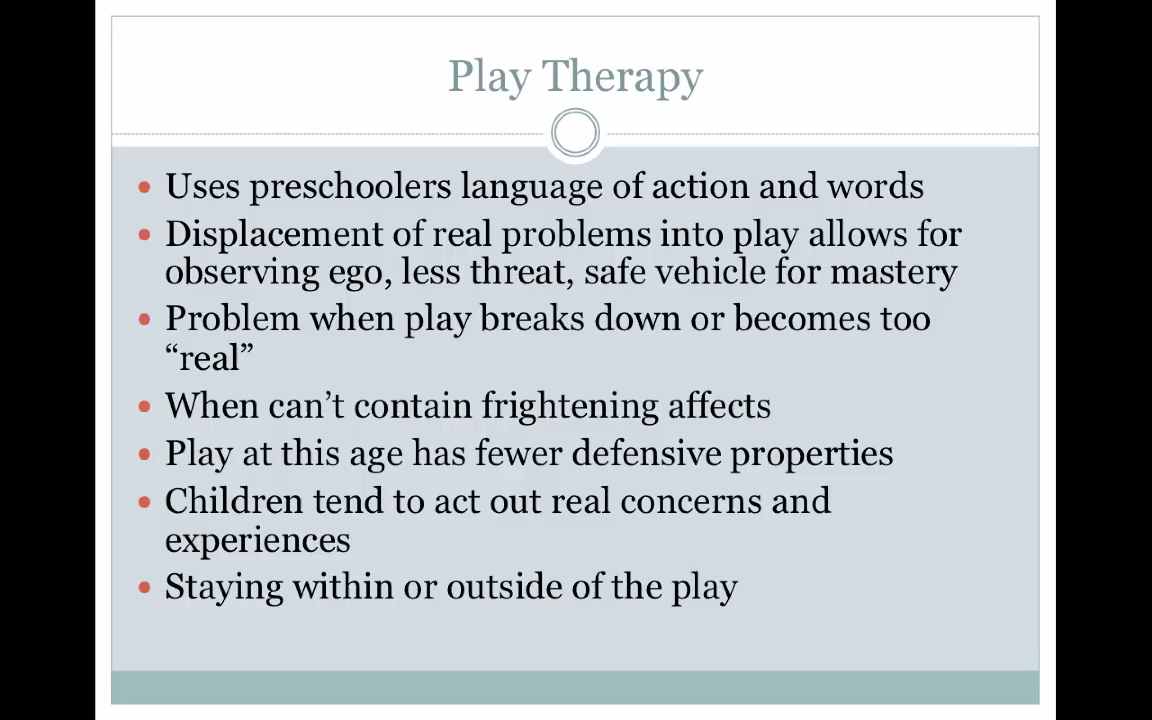 Play Therapy
• Uses preschoolers language of action and words
• Displacement of real problems into play allows for
observing ego, less threat, safe vehicle for mastery
• Problem when play breaks down or becomes too
“real”
• When can’t contain frightening affects
• Play at this age has fewer defensive properties
• Children tend to act out real concerns and
experiences
• Staying within or outside of the play